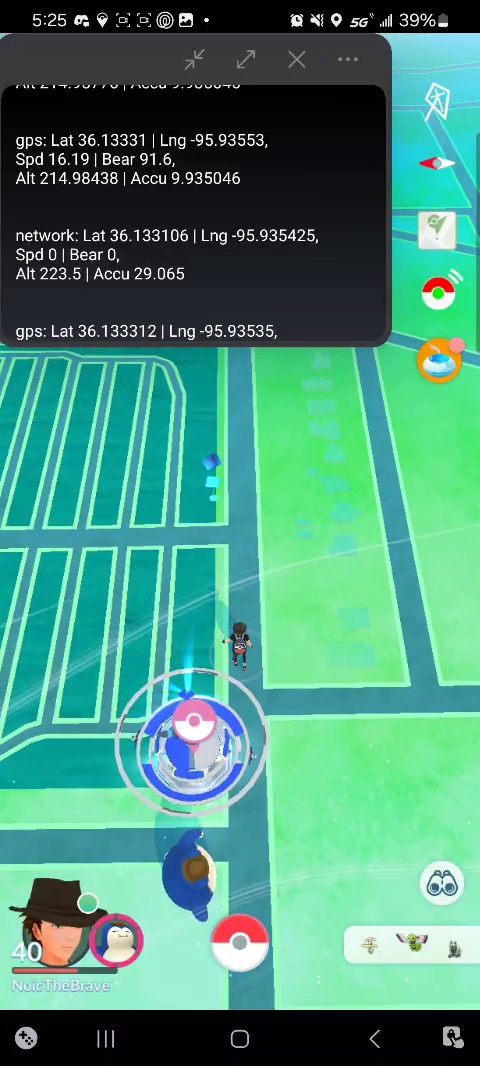 5:25
5G
39%
gps: Lat 36.13331 | Lng -95.93553,
Spd 16.19 | Bear 91.6,
Alt 214.98438 | Accu 9.935046
network: Lat 36.133106 | Lng -95.935425,
Spd 0 | Bear 0,
Alt 223.5 | Accu 29.065
gps: Lat 36.133312 | Lng -95.93535,
40
NoicTheBrave